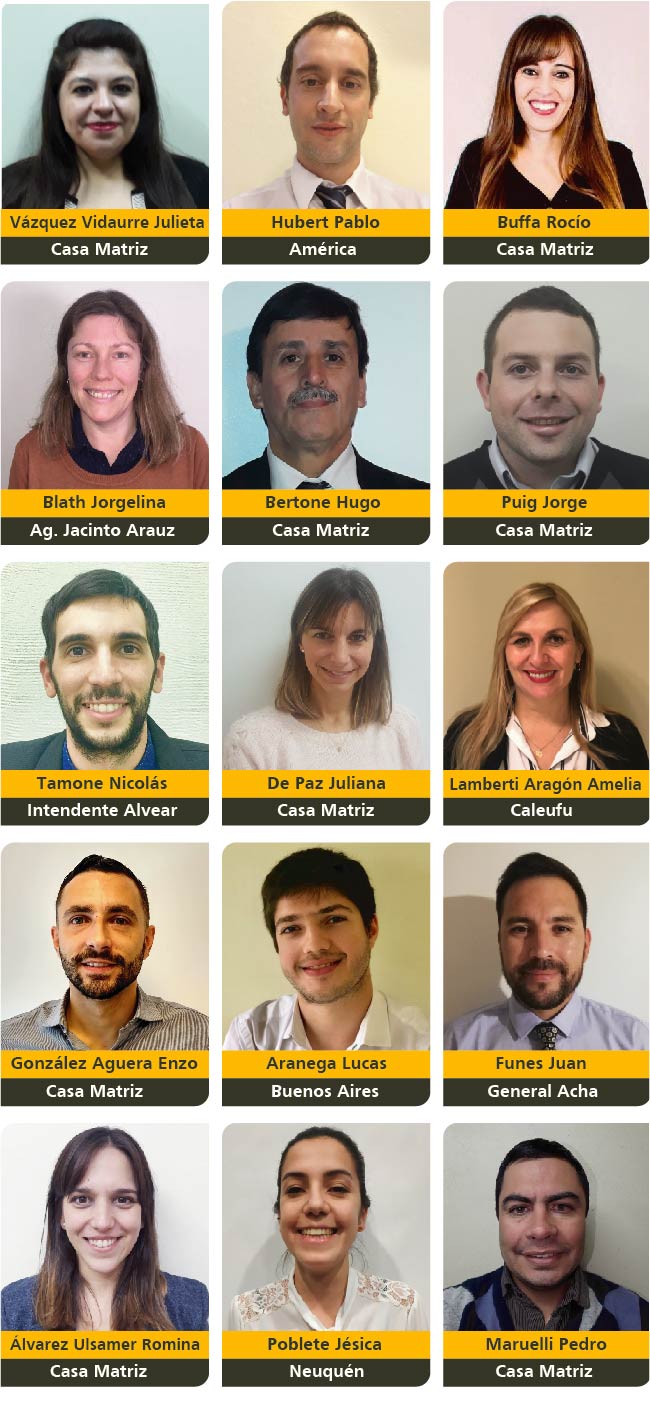 Vázquez Vidaurre Julieta
Casa Matriz
Hubert Pablo
América
Buffa Rocío
Casa Matriz
Blath Jorgelina
Ag. Jacinto Arauz
Bertone Hugo
Casa Matriz
Puig Jorge
Casa Matriz
Tamone Nicolás
Intendente Alvear
De Paz Juliana
Casa Matriz
Lamberti Aragón Amelia
Caleufu
González Aguera Enzo
Casa Matriz
Aranega Lucas
Buenos Aires
Funes Juan
General Acha
Álvarez Ulsamer Romina
Casa Matriz
Poblete Jésica
Neuquén
Maruelli Pedro
Casa Matriz